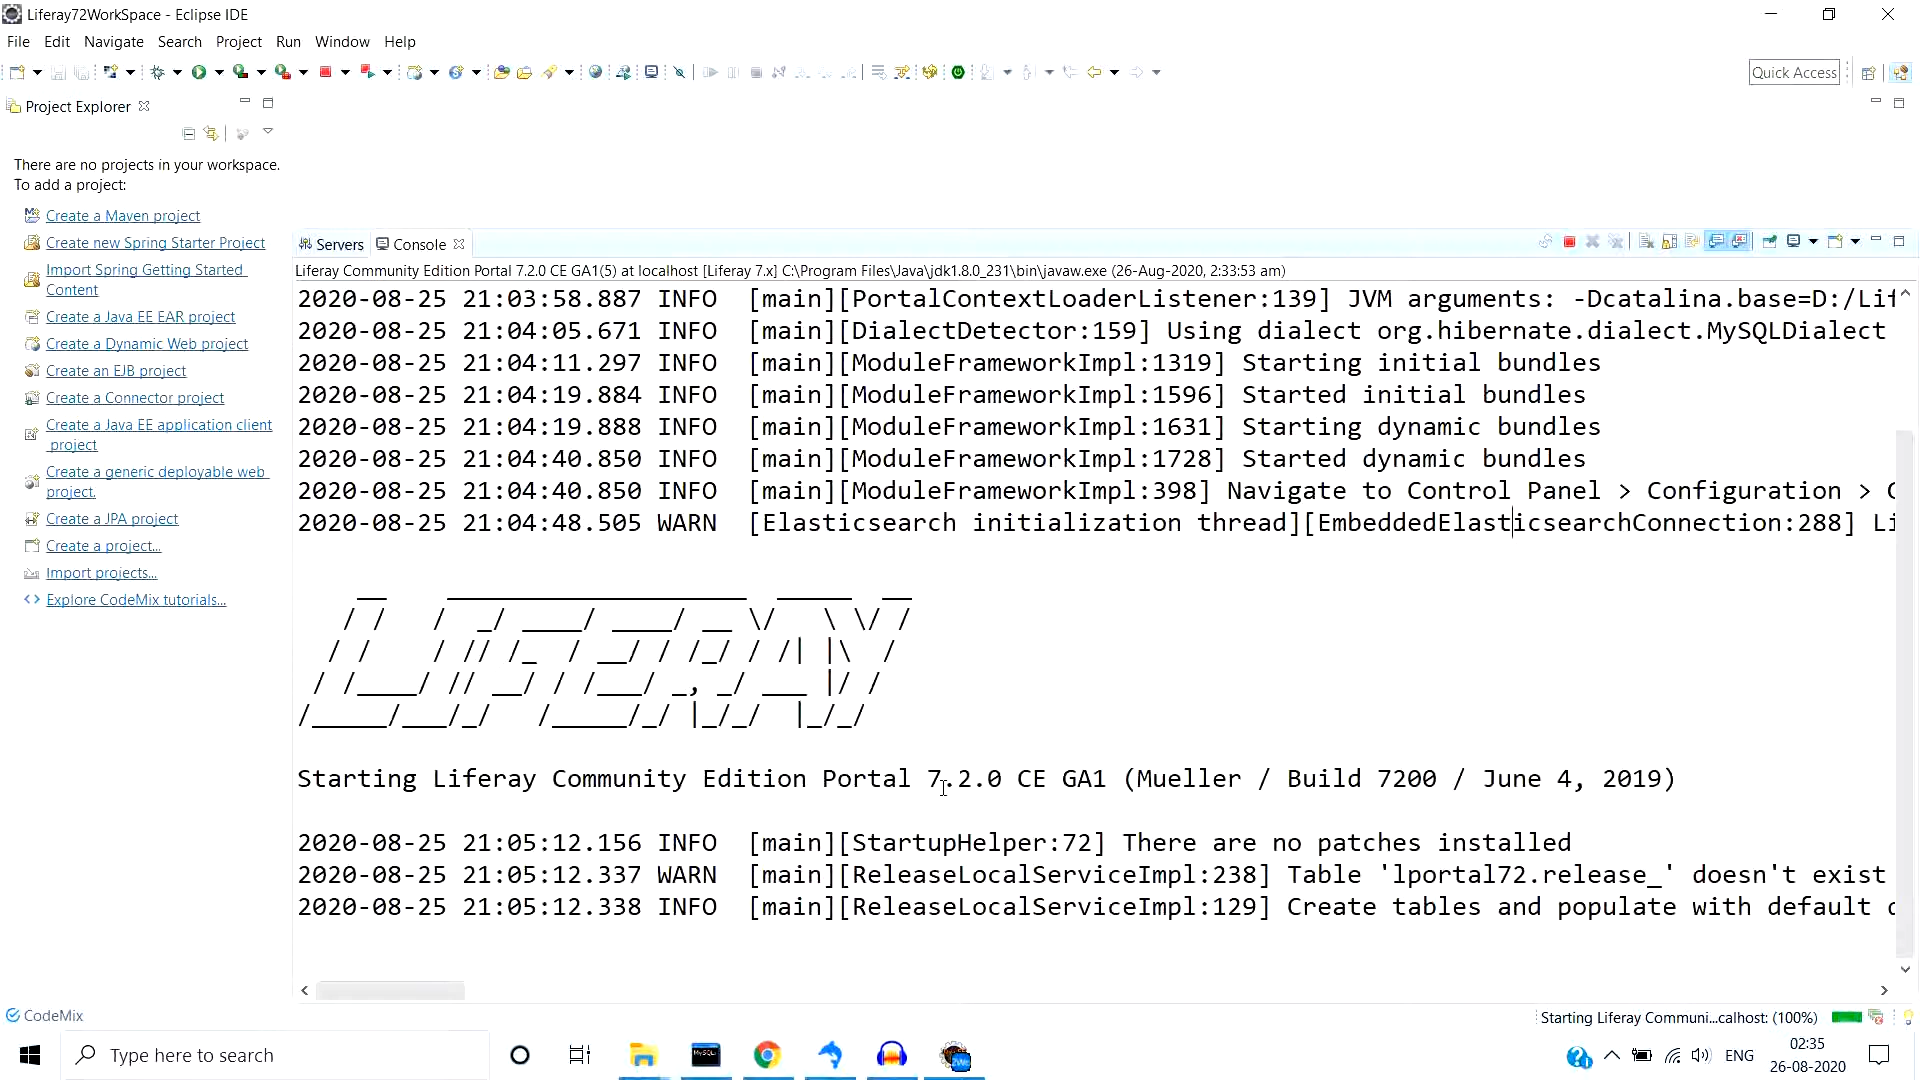 Liferay72WorkSpace - Eclipse IDE
File Edit Navigate Search Project Run Window Help
Quick Access
Project Explorer
There are no projects in your workspace.
To add a project:
Create a Maven project
Create new Spring Starter Project
Import Spring Getting Started
Content
Create a Java EE EAR project
Create a Dynamic Web project
Create an EJB project
Create a Connector project
Create a Java EE application client
project
Create a generic deployable web
project.
Create a JPA project
Create a project...
Import projects...
Explore CodeMix tutorials...
Servers Console
Liferay Community Edition Portal 7.2.0 CE GA1(5) at localhost [Liferay 7.x] C:\Program Files\Java\jdk1.8.0_231\bin\javaw.exe (26-Aug-2020, 2:33:53 am)
2020-08-25 21:03:58.887 INFO [main][PortalContextLoaderListener:139] JVM arguments: -Dcatalina.base=D:/Lif
2020-08-25 21:04:05.671 INFO [main][DialectDetector:159] Using dialect org.hibernate.dialect.MySQLDialect
2020-08-25 21:04:11.297 INFO [main][ModuleFrameworkImpl:1319] Starting initial bundles
2020-08-25 21:04:19.884 INFO [main][ModuleFrameworkImpl:1596] Started initial bundles
2020-08-25 21:04:19.888 INFO [main][ModuleFrameworkImpl:1631] Starting dynamic bundles
2020-08-25 21:04:40.850 INFO [main][ModuleFrameworkImpl:1728] Started dynamic bundles
2020-08-25 21:04:40.850 INFO [main][ModuleFrameworkImpl:398] Navigate to Control Panel > Configuration >
2020-08-25 21:04:48.505 WARN [Elasticsearch initialization thread][EmbeddedElasticsearchConnection:288] Li
LIFERAY
Starting Liferay Community Edition Portal 7.2.0 CE GA1 (Mueller / Build 7200 / June 4, 2019)
2020-08-25 21:05:12.156 INFO [main][StartupHelper:72] There are no patches installed
2020-08-25 21:05:12.337 WARN [main][ReleaseLocalServiceImpl:238] Table 'lportal72.release_' doesn't exist
2020-08-25 21:05:12.338 INFO [main][ReleaseLocalServiceImpl:129] Create tables and populate with default
CodeMix
Starting Liferay Communi...calhost: (100%)
Type here to search
MySQL
ENG
02:35
26-08-2020